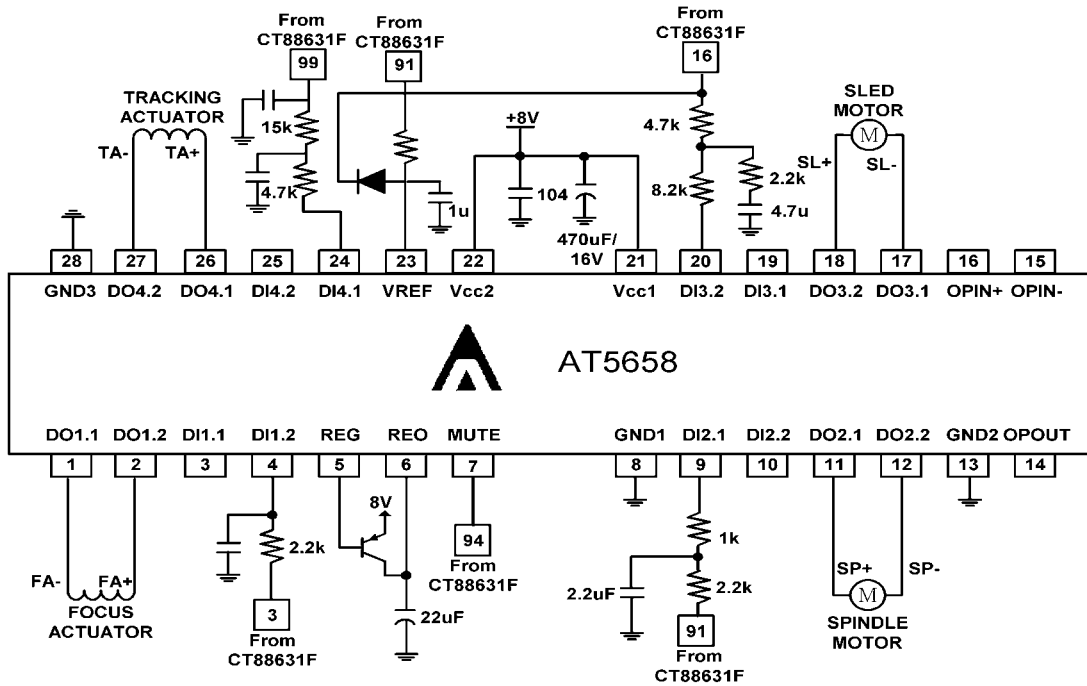 From
CT88631F
99
From
CT88631F
91
From
CT88631F
16
TRACKING
ACTUATOR
TA-
TA+
15k
4.7k
1u
+8V
104
470uF/
16V
4.7k
8.2k
2.2k
4.7u
SLED
MOTOR
M
SL+
SL-
28 27 26 25 24 23 22 21 20 19 18 17 16 15
GND3 DO4.2 DO4.1 DI4.2 DI4.1 VREF Vcc2 Vcc1 DI3.2 DI3.1 DO3.2 DO3.1 OPIN+ OPIN-
AT5658
DO1.1 DO1.2 DI1.1 DI1.2 REG REO MUTE GND1 DI2.1 DI2.2 DO2.1 DO2.2 GND2 OPOUT
1 2 3 4 5 6 7 8 9 10 11 12 13 14
FA-
FA+
FOCUS
ACTUATOR
2.2k
3
From
CT88631F
8V
22uF
94
From
CT88631F
1k
2.2uF
2.2k
91
From
CT88631F
SP+
SP-
M
SPINDLE
MOTOR